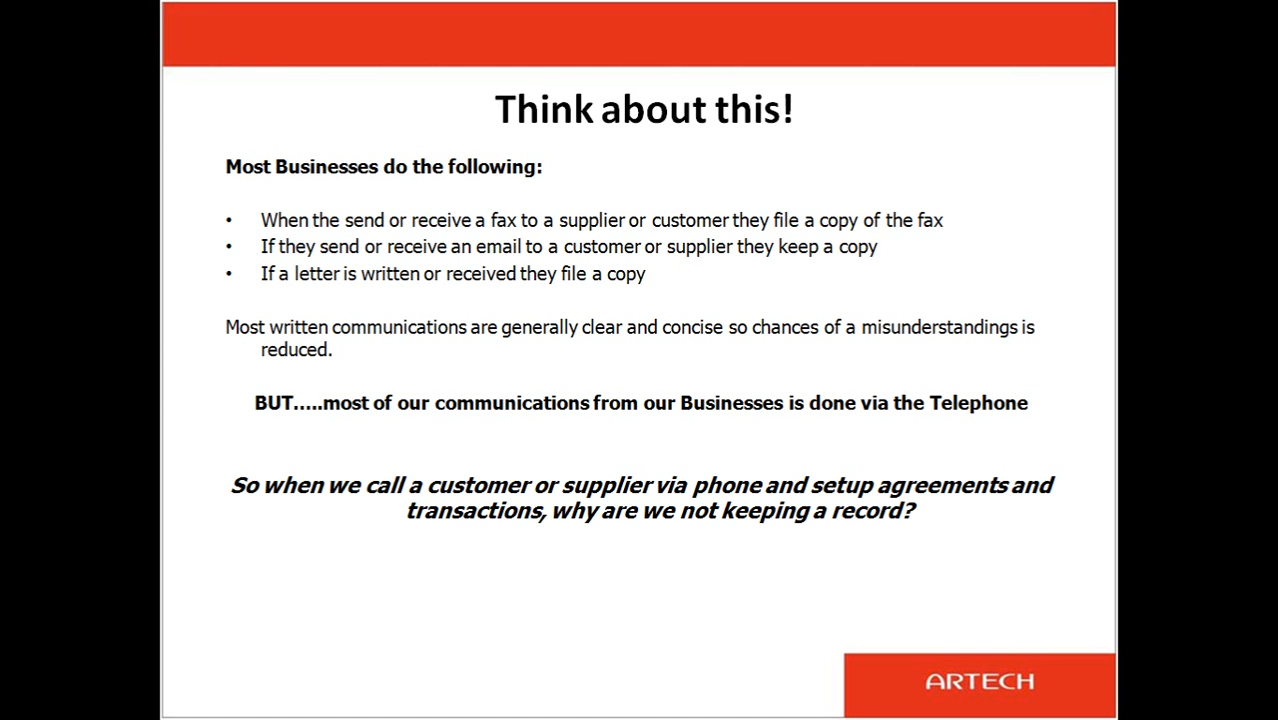 Think about this!
Most Businesses do the following:
• When the send or receive a fax to a supplier or customer they file a copy of the fax
• If they send or receive an email to a customer or supplier they keep a copy
• If a letter is written or received they file a copy
Most written communications are generally clear and concise so chances of a misunderstandings is
reduced.
BUT.....most of our communications from our Businesses is done via the Telephone
So when we call a customer or supplier via phone and setup agreements and
transactions, why are we not keeping a record?
ARTECH